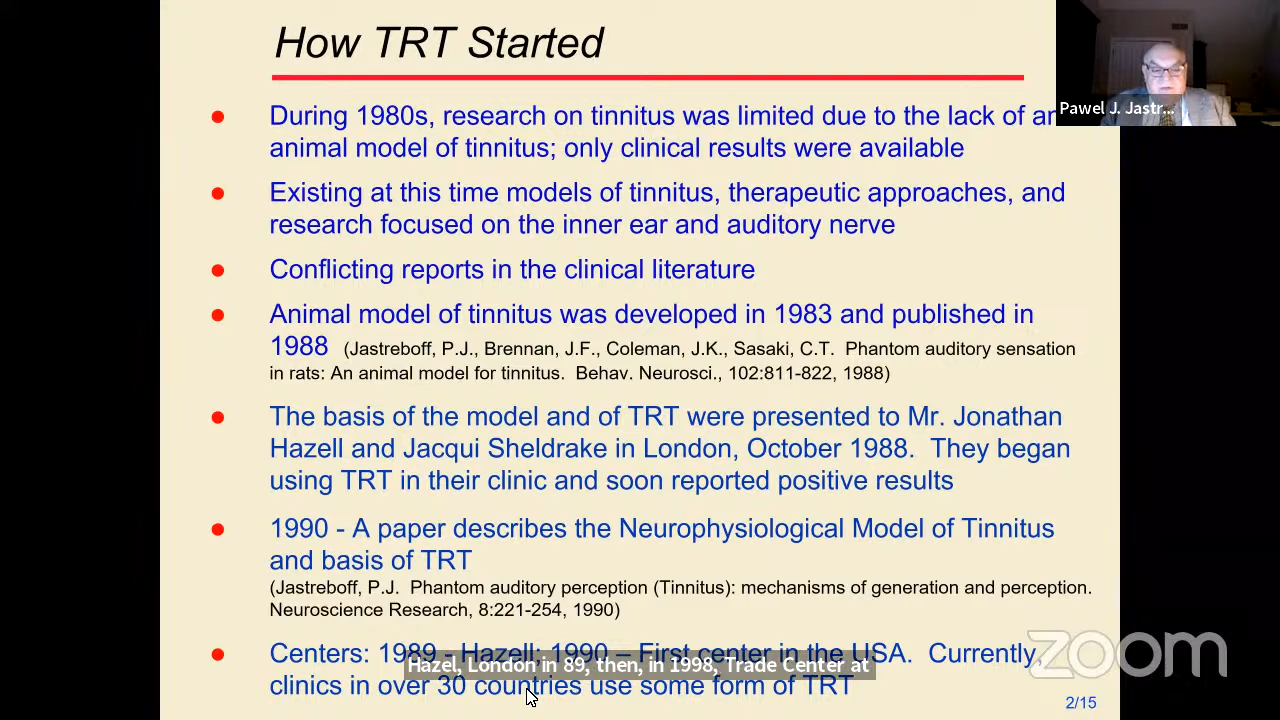 How TRT Started
Pawel J. Jastr...
During 1980s, research on tinnitus was limited due to the lack of an
animal model of tinnitus; only clinical results were available
Existing at this time models of tinnitus, therapeutic approaches, and
research focused on the inner ear and auditory nerve
Conflicting reports in the clinical literature
Animal model of tinnitus was developed in 1983 and published in
1988 (Jastreboff, P.J., Brennan, J.F., Coleman, J.K., Sasaki, C.T. Phantom auditory sensation
in rats: An animal model for tinnitus. Behav. Neurosci., 102:811-822, 1988)
The basis of the model and of TRT were presented to Mr. Jonathan
Hazell and Jacqui Sheldrake in London, October 1988. They began
using TRT in their clinic and soon reported positive results
1990 - A paper describes the Neurophysiological Model of Tinnitus
and basis of TRT
(Jastreboff, P.J. Phantom auditory perception (Tinnitus): mechanisms of generation and perception.
Neuroscience Research, 8:221-254, 1990)
Centers: 1989 - Hazell; 1990 – First center in the USA. Currently,
Hazel, London in 89, then, in 1998, Trade Center at
clinics in over 30 countries use some form of TRT
zoom
2/15